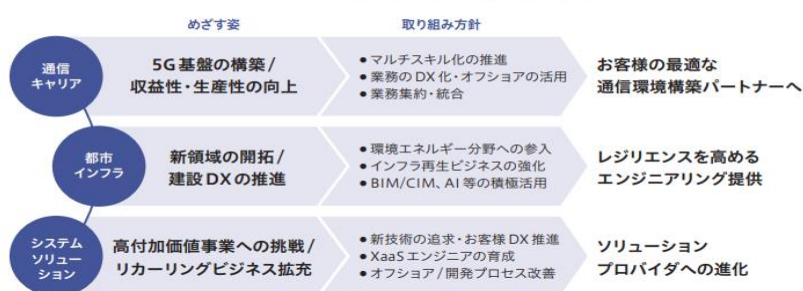 めざす姿
取り組み方針
通信
キャリア
5G基盤の構築/
収益性・生産性の向上
●マルチスキル化の推進
●業務のDX化・オフショアの活用
●業務集約・統合
お客様の最適な
通信環境構築パートナーへ
都市
インフラ
新領域の開拓/
建設DXの推進
●環境エネルギー分野への参入
●インフラ再生ビジネスの強化
●BIM/CIM、AI等の積極活用
レジリエンスを高める
エンジニアリング提供
システム
ソリュー
ション
高付加価値事業への挑戦/
リカーリングビジネス拡充
●新技術の追求・お客様DX推進
●XaaSエンジニアの育成
●オフショア/開発プロセス改善
ソリューション
プロバイダへの進化